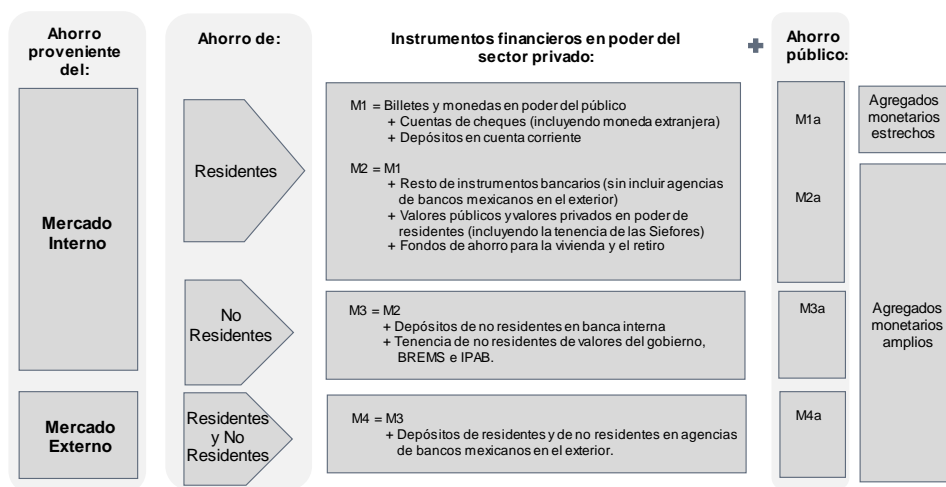 Ahorro
proveniente
del:
Ahorro de:
Instrumentos financieros en poder del
sector privado:
+
Ahorro
público:
Mercado
Interno
Residentes
M1 = Billetes y monedas en poder del público
+ Cuentas de cheques (incluyendo moneda extranjera)
+ Depósitos en cuenta corriente
M2 = M1
+ Resto de instrumentos bancarios (sin incluir agencias
de bancos mexicanos en el exterior)
+ Valores públicos y valores privados en poder de
residentes (incluyendo la tenencia de las Siefores)
+ Fondos de ahorro para la vivienda y el retiro
M1a
M2a
Agregados
monetarios
estrechos
No
Residentes
M3 = M2
+ Depósitos de no residentes en banca interna
+ Tenencia de no residentes de valores del gobierno,
BREMS e IPAB.
M3a
Agregados
monetarios
amplios
Mercado
Externo
Residentes
y No
Residentes
M4 = M3
+ Depósitos de residentes y de no residentes en agencias
de bancos mexicanos en el exterior.
M4a